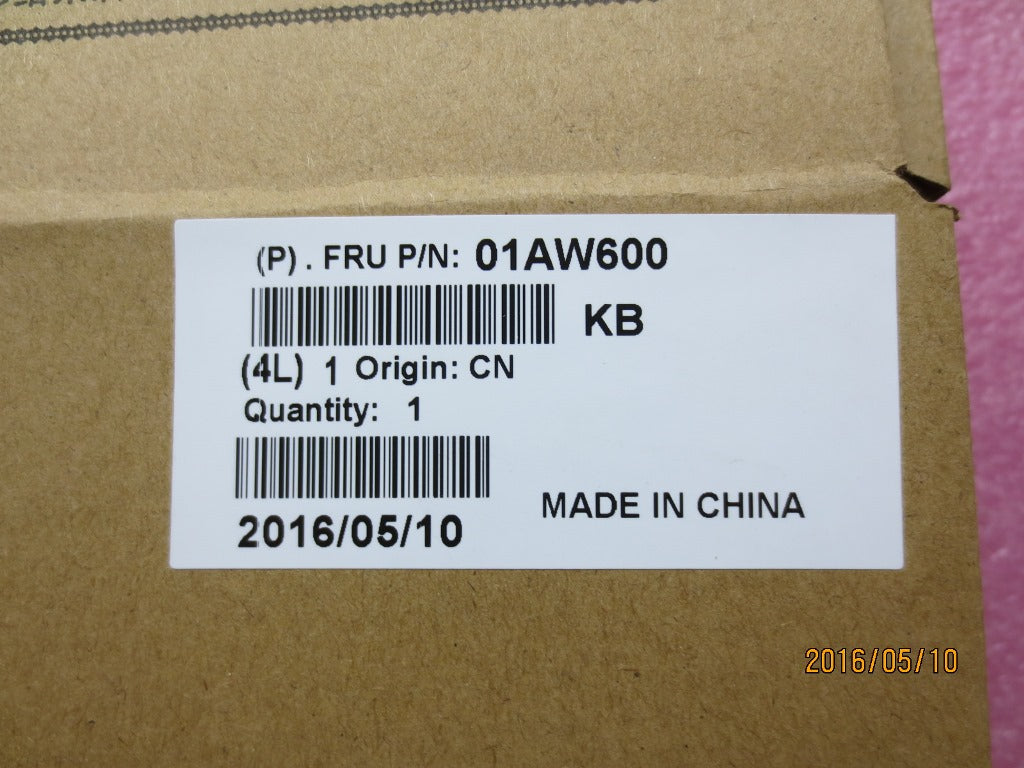 (P) . FRU P/N: 01AW600
KB
(4L) 1 Origin: CN
Quantity: 1
2016/05/10
MADE IN CHINA
2016/05/10